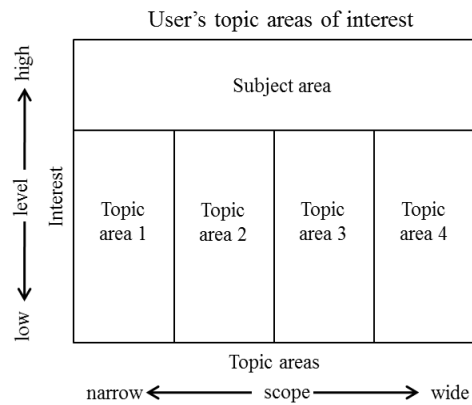 User's topic areas of interest
high
level
low
Interest
Subject area
Topic
area 1
Topic
area 2
Topic
area 3
Topic
area 4
Topic areas
narrow
scope
wide